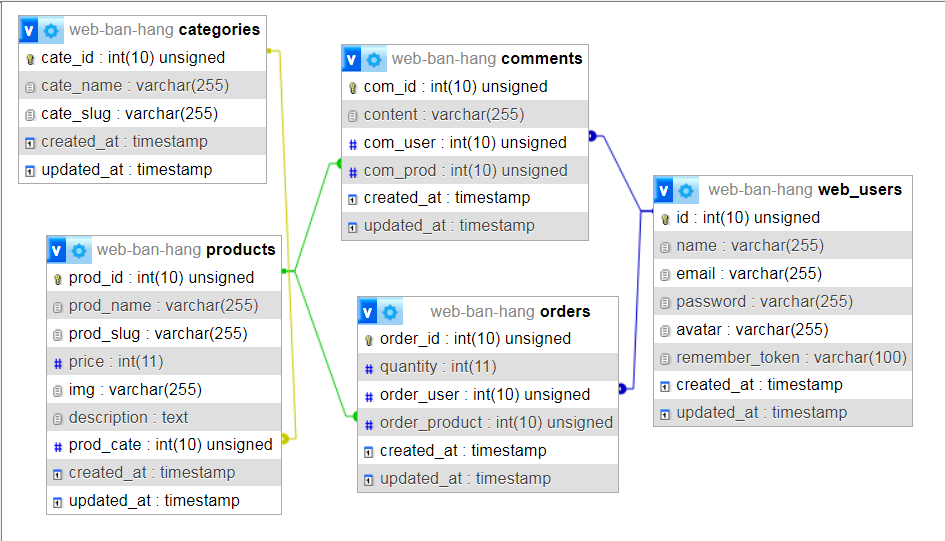 web-ban-hang categories
cate_id : int(10) unsigned
cate_name : varchar(255)
cate_slug : varchar(255)
created_at : timestamp
updated_at : timestamp
web-ban-hang products
prod_id : int(10) unsigned
prod_name : varchar(255)
prod_slug : varchar(255)
price : int(11)
img : varchar(255)
description : text
prod_cate : int(10) unsigned
created_at : timestamp
updated_at : timestamp
web-ban-hang comments
com_id : int(10) unsigned
content : varchar(255)
com_user : int(10) unsigned
com_prod : int(10) unsigned
created_at : timestamp
updated_at : timestamp
web-ban-hang orders
order_id : int(10) unsigned
quantity : int(11)
order_user : int(10) unsigned
order_product : int(10) unsigned
created_at : timestamp
updated_at : timestamp
web-ban-hang web_users
id : int(10) unsigned
name : varchar(255)
email : varchar(255)
password : varchar(255)
avatar : varchar(255)
remember_token : varchar(100)
created_at : timestamp
updated_at : timestamp